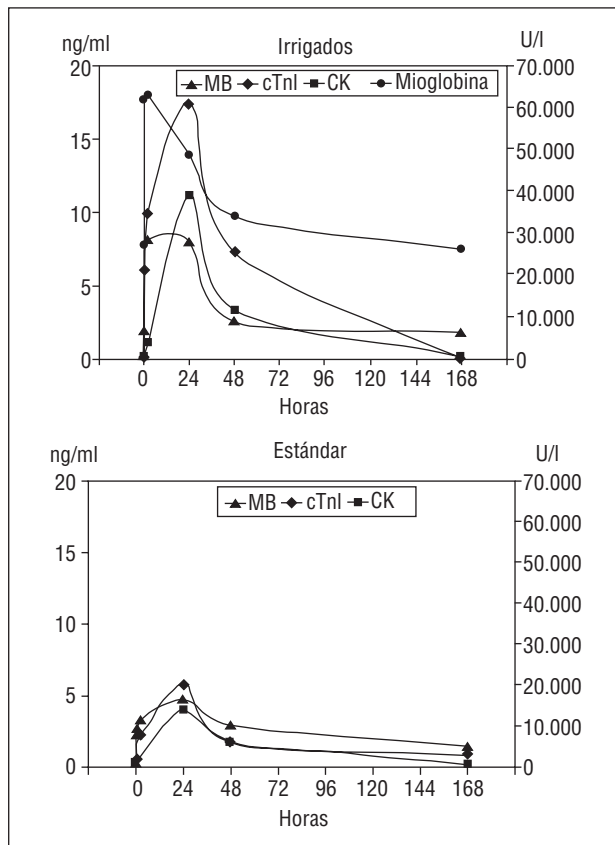 ng/ml Irrigados U/l
MB cTnI CK Mioglobina
20 70.000
60.000
15 50.000
40.000
10 30.000
5 20.000
10.000
0 0
0 24 48 72 96 120 144 168
Horas
ng/ml Estándar U/l
MB cTnI CK
20 70.000
60.000
15 50.000
40.000
10 30.000
5 20.000
10.000
0 0
0 24 48 72 96 120 144 168
Horas